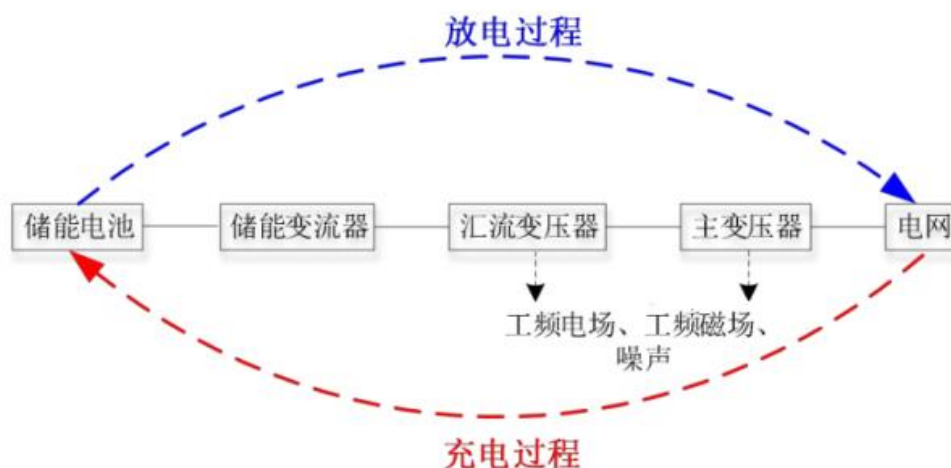 放电过程
储能电池
储能变流器
汇流变压器
主变压器
电网
工频电场、工频磁场、
噪声
充电过程